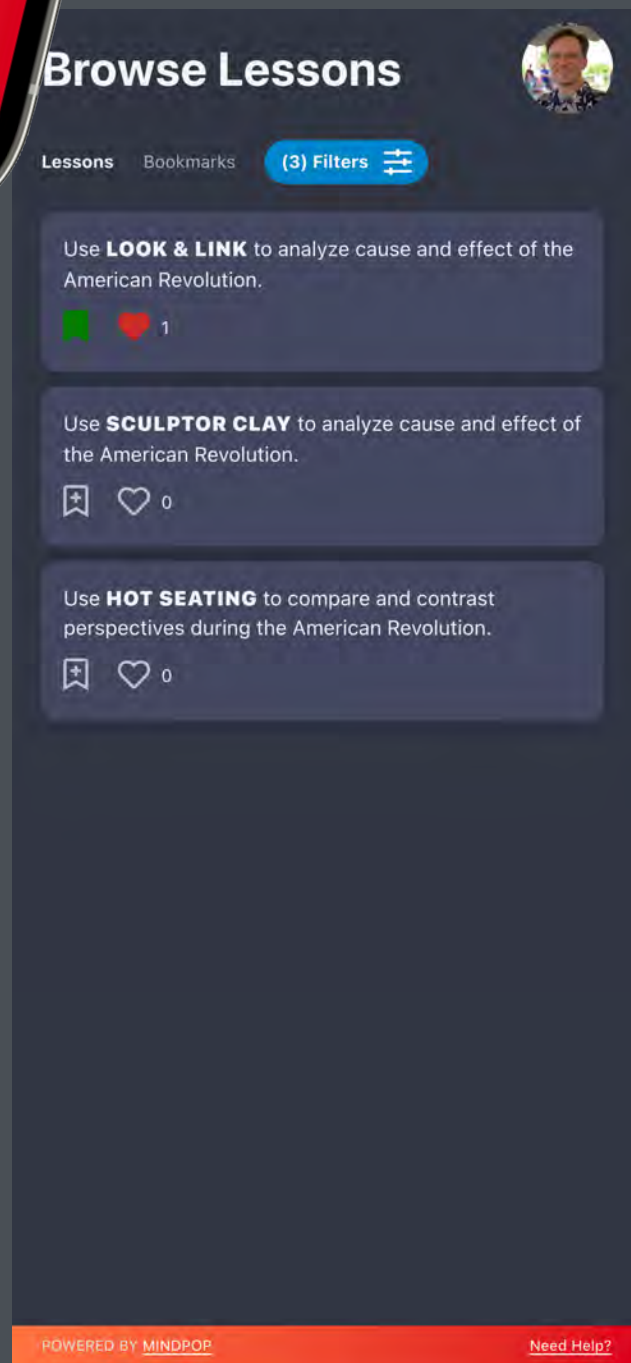 Browse Lessons
Lessons Bookmarks (3) Filters
Use LOOK & LINK to analyze cause and effect of the
American Revolution.
1
Use SCULPTOR CLAY to analyze cause and effect of
the American Revolution.
0
Use HOT SEATING to compare and contrast
perspectives during the American Revolution.
0
POWERED BY MINDPOP Need Help?